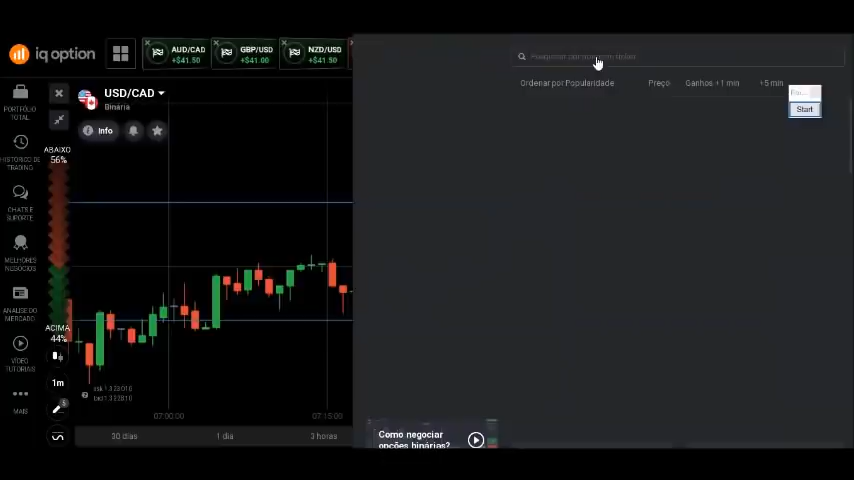 iq option
AUD/CAD
+$41.50
GBP/USD
+$41.00
NZD/USD
+$41.50
USD/CAD
Binária
Info
PORTFÓLIO
TOTAL
HISTÓRICO DE
TRADING
CHATS E
SUPORTE
MELHORES
NEGÓCIOS
ANÁLISE DO
MERCADO
VÍDEO
TUTORIAIS
MAIS
ABAIXO
56%
ACIMA
44%
1m
5
07:00:00
07:15:00
30 dias
1 dia
3 horas
Ordenar por Popularidade
Preço
Ganhos +1 min
+5 min
Start
Como negociar
opções binárias?